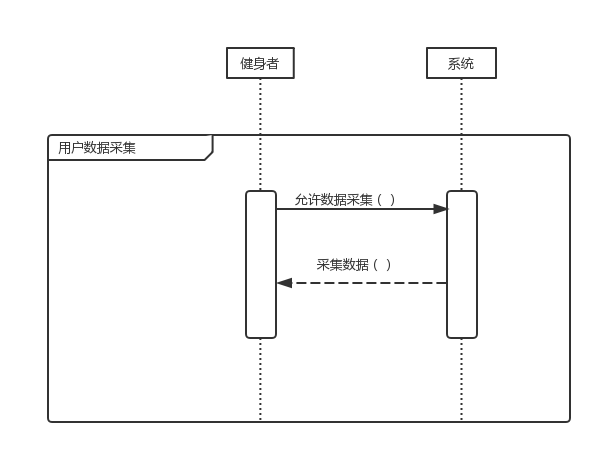 健身者
系统
用户数据采集
允许数据采集（ ）
采集数据（ ）